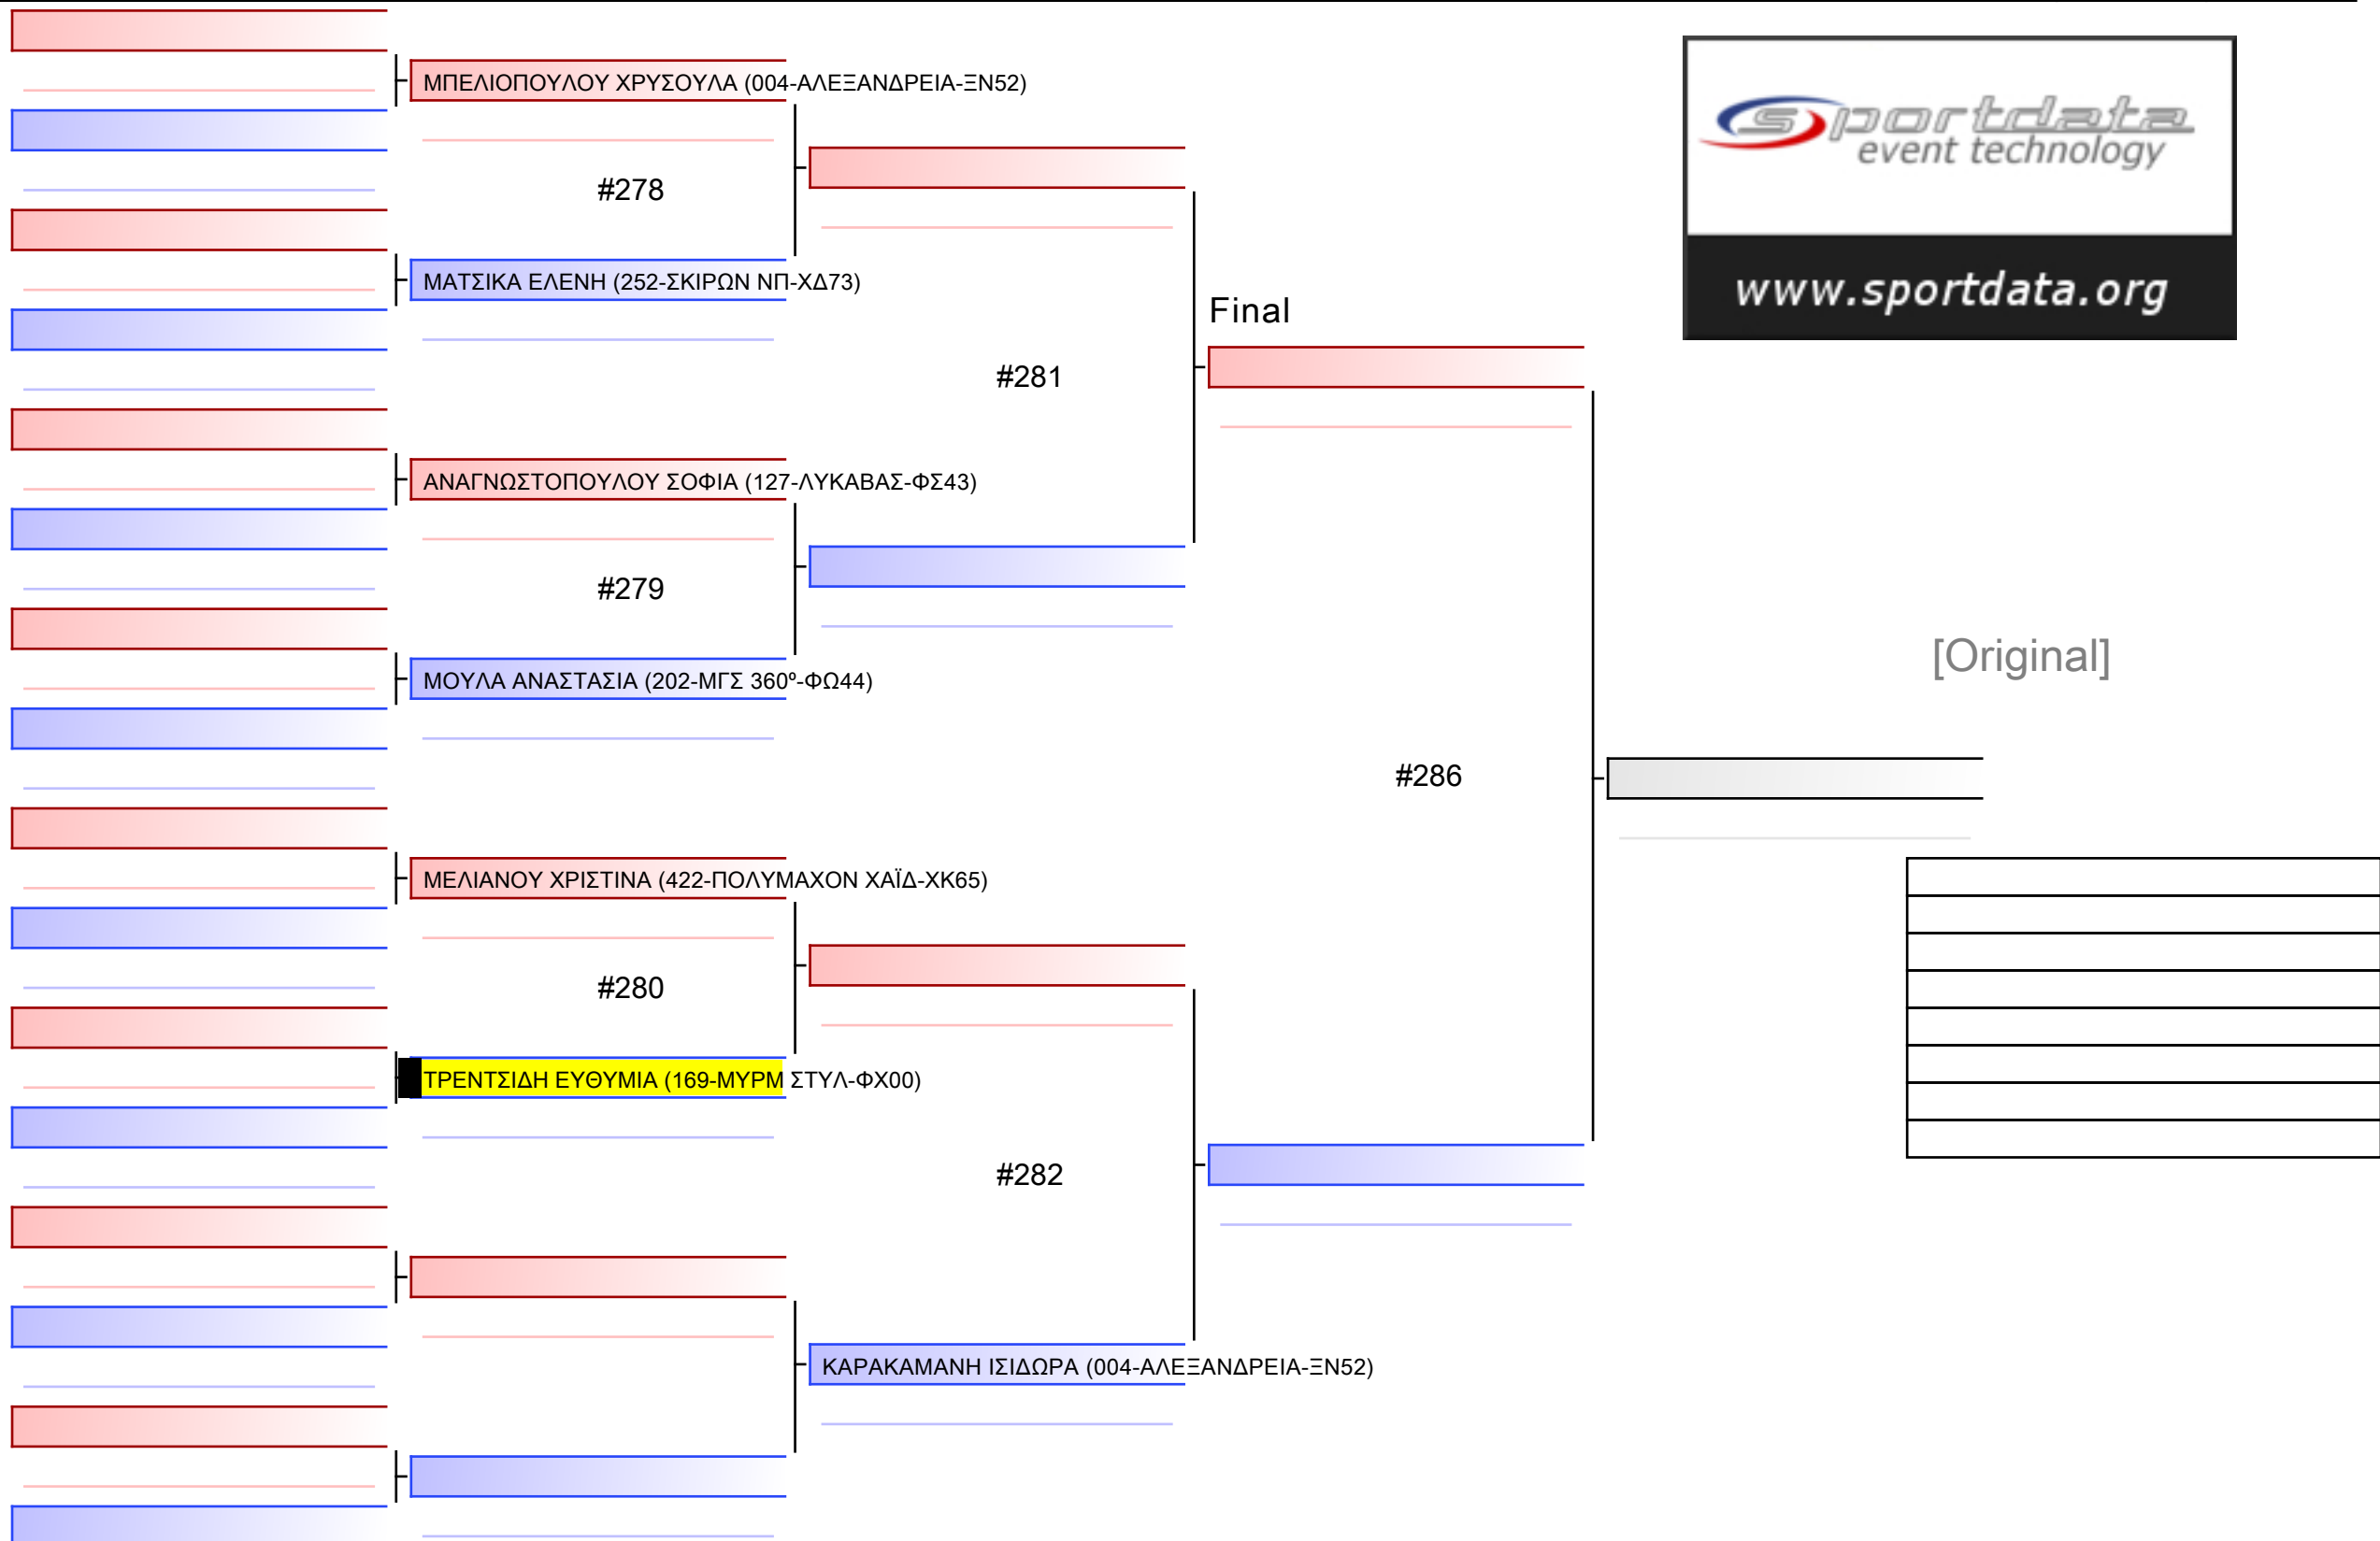 ΜΠΕΛΙΟΠΟΥΛΟΥ ΧΡΥΣΟΥΛΑ (004-ΑΛΕΞΑΝΔΡΕΙΑ-ΞΝ52)
sportdata
event technology
#278
ΜΑΤΣΙΚΑ ΕΛΕΝΗ (252-ΣΚΙΡΩΝ ΝΠ-ΧΔ73)
www.sportdata.org
Final
#281
ΑΝΑΓΝΩΣΤΟΠΟΥΛΟΥ ΣΟΦΙΑ (127-ΛΥΚΑΒΑΣ-ΦΣ43)
#279
[Original]
ΜΟΥΛΑ ΑΝΑΣΤΑΣΙΑ (202-ΜΓΣ 360º-ΦΩ44)
#286
ΜΕΛΙΑΝΟΥ ΧΡΙΣΤΙΝΑ (422-ΠΟΛΥΜΑΧΟΝ ΧΑΪΔ-ΧΚ65)
#280
ΤΡΕΝΤΣΙΔΗ ΕΥΘΥΜΙΑ (169-ΜΥΡΜ ΣΤΥΛ-ΦΧ00)
#282
ΚΑΡΑΚΑΜΑΝΗ ΙΣΙΔΩΡΑ (004-ΑΛΕΞΑΝΔΡΕΙΑ-ΞΝ52)